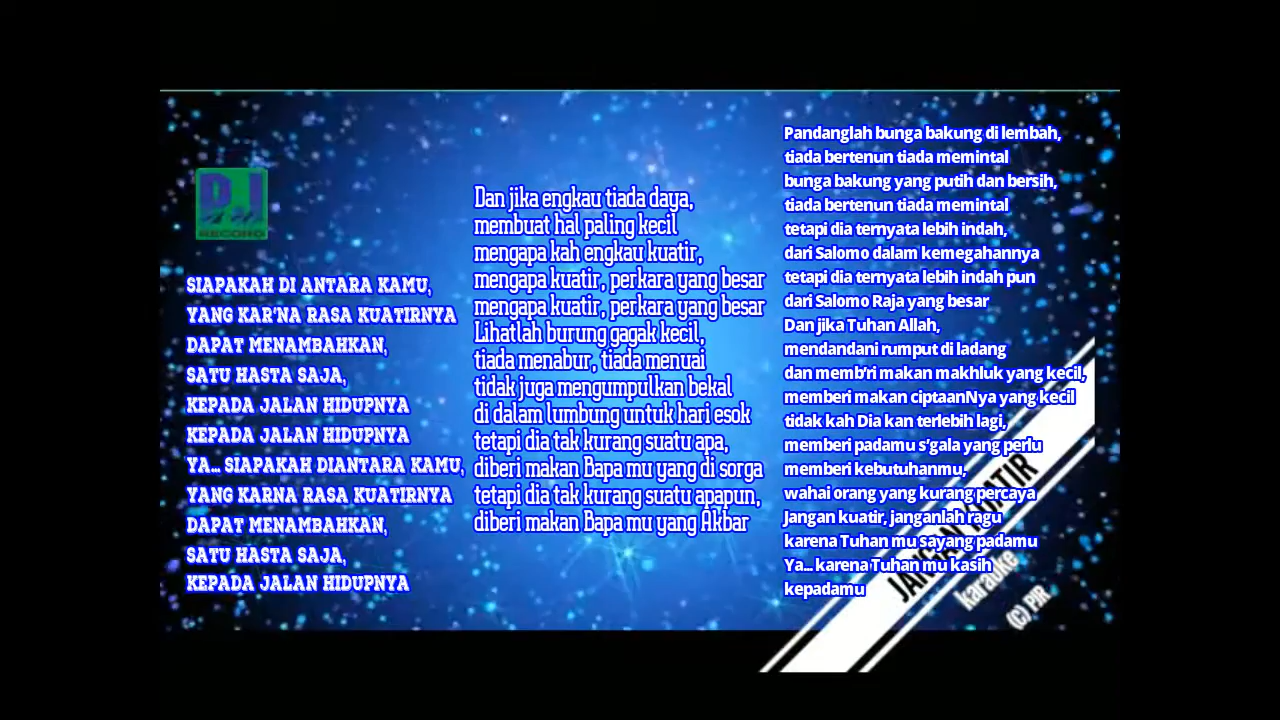 DJ
RECORD
SIAPAKAH DI ANTARA KAMU,
YANG KAR'NA RASA KUATIRNYA
DAPAT MENAMBAHKAN,
SATU HASTA SAJA,
KEPADA JALAN HIDUPNYA
KEPADA JALAN HIDUPNYA
YA... SIAPAKAH DIANTARA KAMU,
YANG KARNA RASA KUATIRNYA
DAPAT MENAMBAHKAN,
SATU HASTA SAJA,
KEPADA JALAN HIDUPNYA
Dan jika engkau tiada daya,
membuat hal paling kecil
mengapa kah engkau kuatir,
mengapa kuatir, perkara yang besar
mengapa kuatir, perkara yang besar
Lihatlah burung gagak kecil,
tiada menabur, tiada menuai
tidak juga mengumpulkan bekal
di dalam lumbung untuk hari esok
tetapi dia tak kurang suatu apa,
diberi makan Bapa mu yang di sorga
tetapi dia tak kurang suatu apapun,
diberi makan Bapa mu yang Akbar
Pandanglah bunga bakung di lembah,
tiada bertenun tiada memintal
bunga bakung yang putih dan bersih,
tiada bertenun tiada memintal
tetapi dia ternyata lebih indah,
dari Salomo dalam kemegahannya
tetapi dia ternyata lebih indah pun
dari Salomo Raja yang besar
Dan jika Tuhan Allah,
mendandani rumput di ladang
dan memb'ri makan makhluk yang kecil,
memberi makan ciptaanNya yang kecil
tidak kah Dia kan terlebih lagi,
memberi padamu s'gala yang perlu
memberi kebutuhanmu,
wahai orang yang kurang percaya
Jangan kuatir, janganlah ragu
karena Tuhan mu sayang padamu
Ya... karena Tuhan mu kasih
kepadamu
JANGAN KUATIR
karaoke
(C) PIR